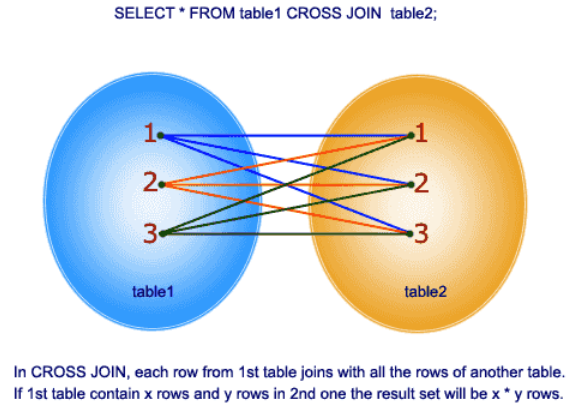 SELECT * FROM table1 CROSS JOIN table2;
1 1
2 2
3 3
table1 table2
In CROSS JOIN, each row from 1st table joins with all the rows of another table.
If 1st table contain x rows and y rows in 2nd one the result set will be x * y rows.